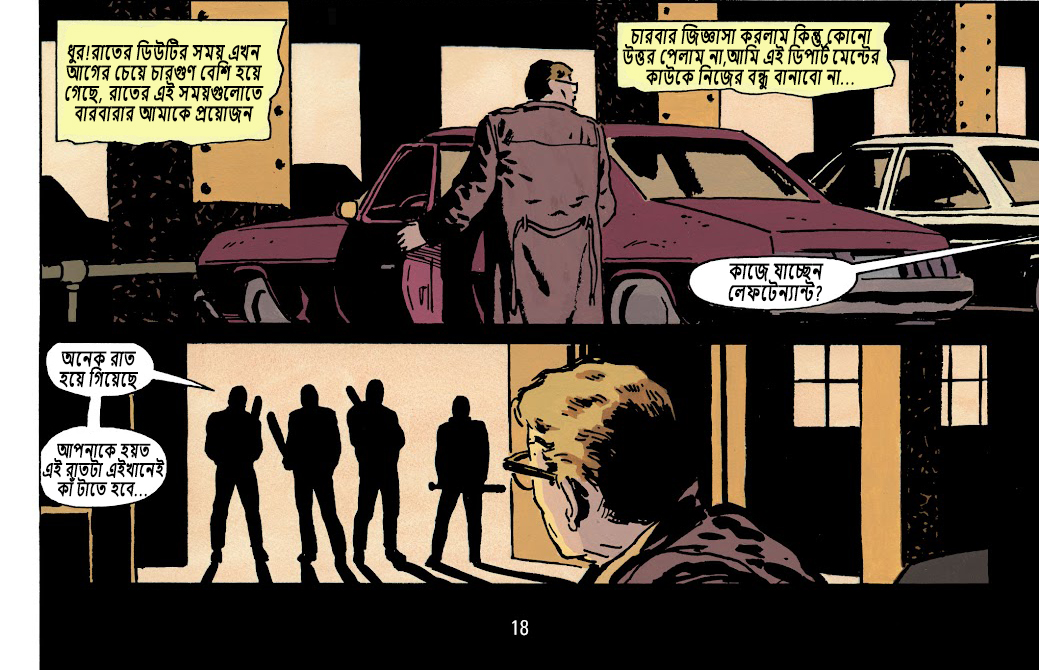 ধুর!রাতের ডিউটির সময় এখন
আগের চেয়ে চারগুণ বেশি হয়ে
গেছে, রাতের এই সময়গুলোতে
বারবারার আমাকে প্রয়োজন
চারবার জিজ্ঞাসা করলাম কিন্তু কোনো
উত্তর পেলাম না,আমি এই ডিপার্ট মেন্টের
কাউকে নিজের বন্ধু বানাবো না...
কাজে যাচ্ছেন
লেফটেন্যান্ট?
অনেক রাত
হয়ে গিয়েছে
আপনাকে হয়ত
এই রাতটা এইখানেই
কাঁ টাতে হবে...
18